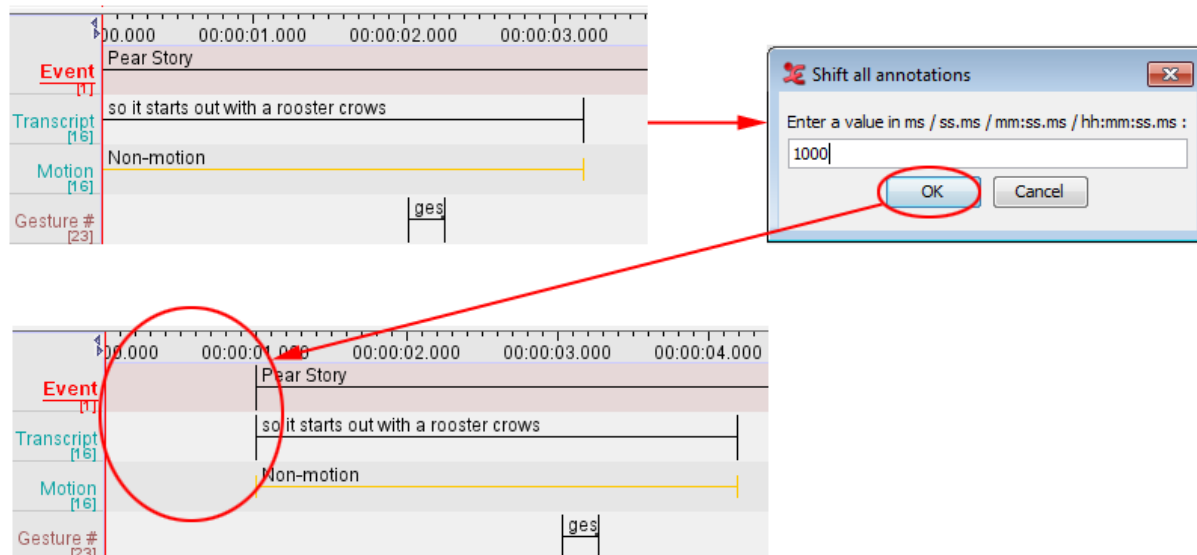 00.000 00:00:01.000 00:00:02.000 00:00:03.000
Pear Story
Event
[1]
so it starts out with a rooster crows
Transcript
[16]
Non-motion
Motion
[16]
ges
Gesture #
[23]
Shift all annotations
Enter a value in ms / ss.ms / mm:ss.ms / hh:mm:ss.ms :
1000
OK Cancel
00.000 00:00:01.000 00:00:02.000 00:00:03.000 00:00:04.000
Pear Story
Event
[1]
so it starts out with a rooster crows
Transcript
[16]
Non-motion
Motion
[16]
ges
Gesture #
[23]